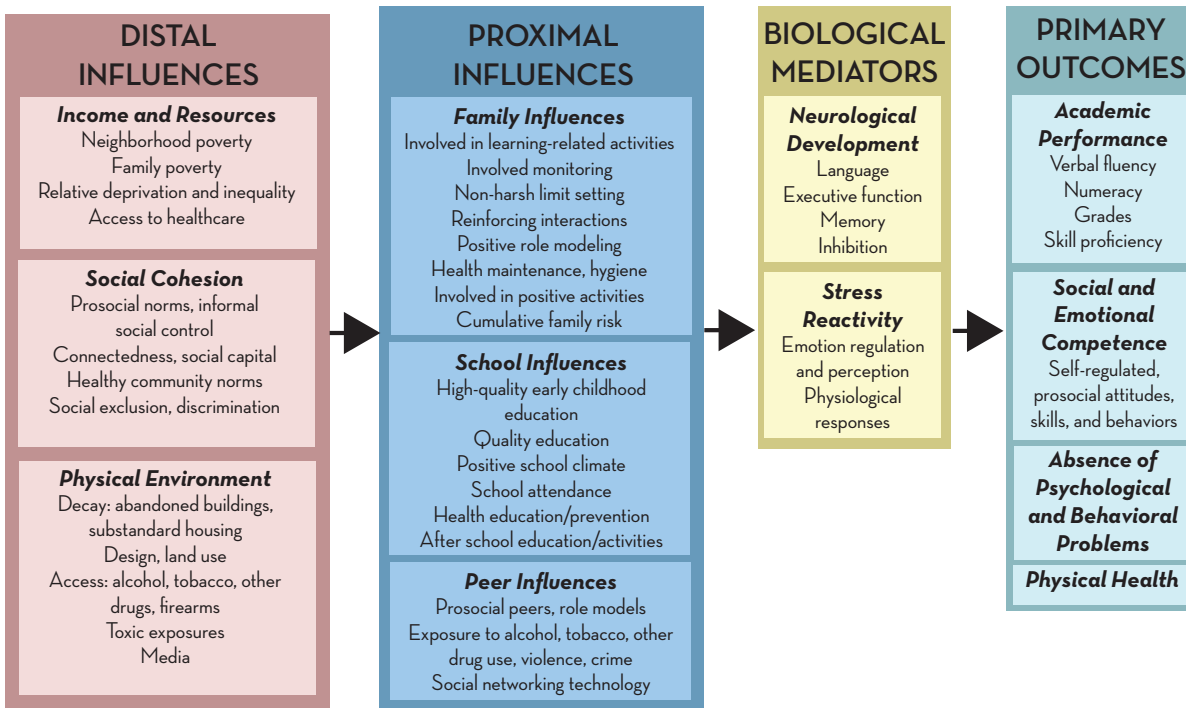 DISTAL
INFLUENCES
Income and Resources
Neighborhood poverty
Family poverty
Relative deprivation and inequality
Access to healthcare
Social Cohesion
Prosocial norms, informal
social control
Connectedness, social capital
Healthy community norms
Social exclusion, discrimination
Physical Environment
Decay: abandoned buildings,
substandard housing
Design, land use
Access: alcohol, tobacco, other
drugs, firearms
Toxic exposures
Media
PROXIMAL
INFLUENCES
Family Influences
Involved in learning-related activities
Involved monitoring
Non-harsh limit setting
Reinforcing interactions
Positive role modeling
Health maintenance, hygiene
Involved in positive activities
Cumulative family risk
School Influences
High-quality early childhood
education
Quality education
Positive school climate
School attendance
Health education/prevention
After school education/activities
Peer Influences
Prosocial peers, role models
Exposure to alcohol, tobacco, other
drug use, violence, crime
Social networking technology
BIOLOGICAL
MEDIATORS
Neurological
Development
Language
Executive function
Memory
Inhibition
Stress
Reactivity
Emotion regulation
and perception
Physiological
responses
PRIMARY
OUTCOMES
Academic
Performance
Verbal fluency
Numeracy
Grades
Skill proficiency
Social and
Emotional
Competence
Self-regulated,
prosocial attitudes,
skills, and behaviors
Absence of
Psychological
and Behavioral
Problems
Physical Health